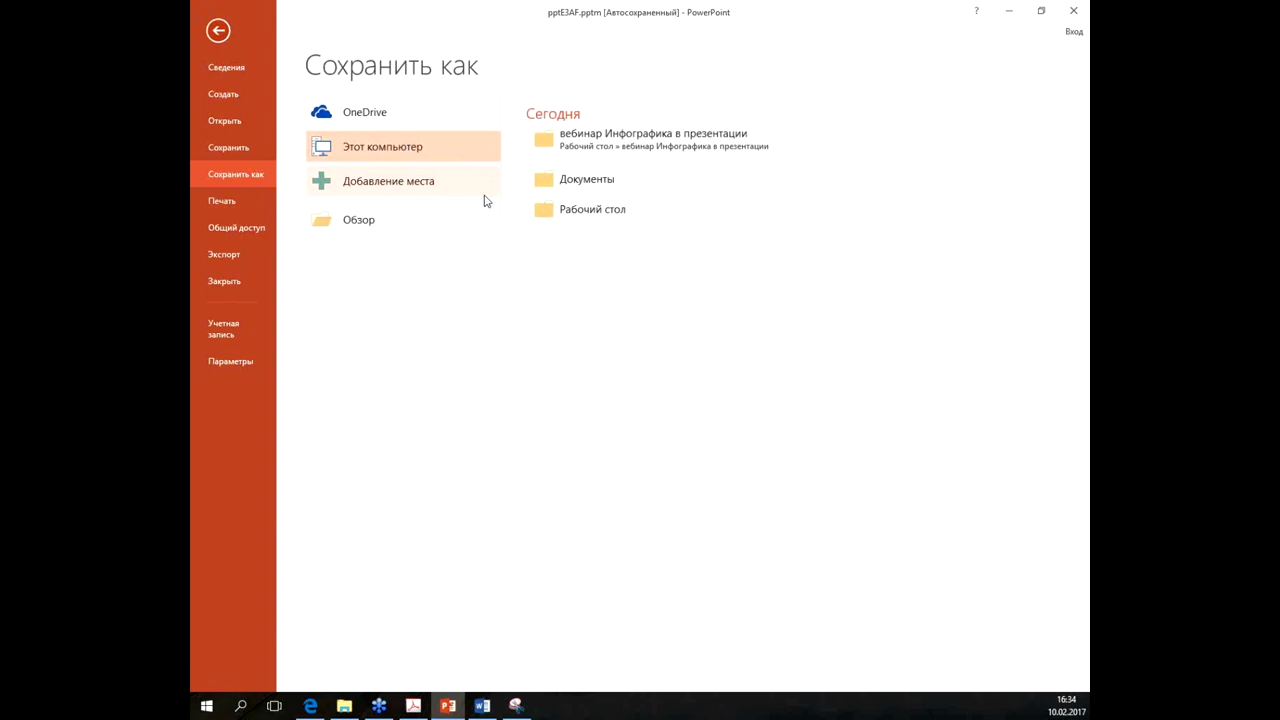 pptE3AF.pptm [Автосохраненный] - PowerPoint
?
Вход
Сведения
Создать
Открыть
Сохранить
Сохранить как
Печать
Общий доступ
Экспорт
Закрыть
Учетная
запись
Параметры
Сохранить как
OneDrive
Этот компьютер
Добавление места
Обзор
Сегодня
вебинар Инфографика в презентации
Рабочий стол » вебинар Инфографика в презентации
Документы
Рабочий стол
16:34
10.02.2017